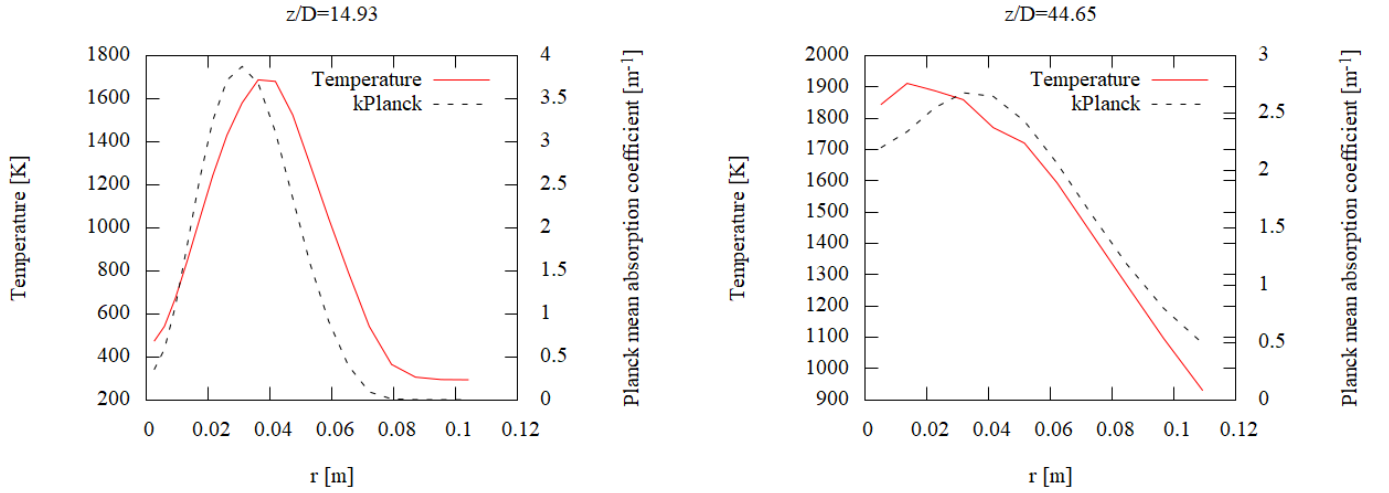 z/D=14.93
Temperature [K]
1800
1600
1400
1200
1000
800
600
400
200
Temperature
kPlanck
4
3.5
3
2.5
2
1.5
1
0.5
0
Planck mean absorption coefficient [m⁻¹]
0 0.02 0.04 0.06 0.08 0.1 0.12
r [m]
z/D=44.65
Temperature [K]
2000
1900
1800
1700
1600
1500
1400
1300
1200
1100
1000
900
Temperature
kPlanck
3
2.5
2
1.5
1
0.5
0
Planck mean absorption coefficient [m⁻¹]
0 0.02 0.04 0.06 0.08 0.1 0.12
r [m]